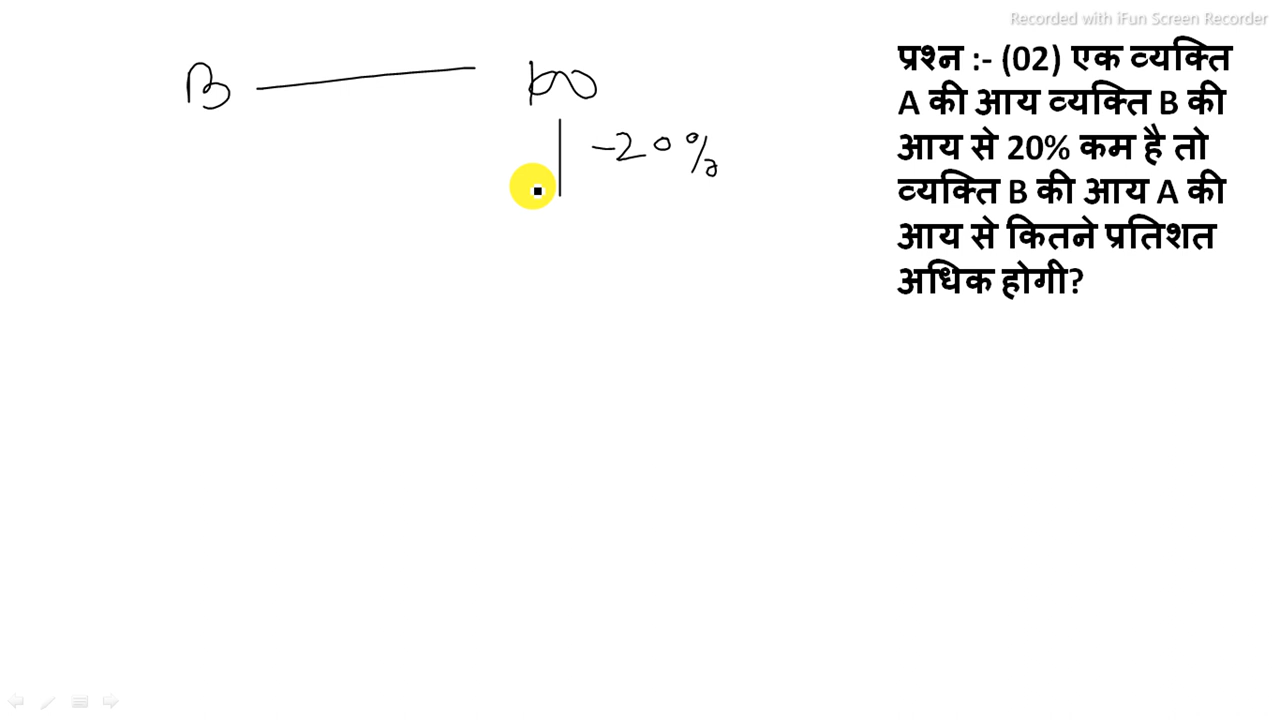 Recorded with iFun Screen Recorder
B 100
-20%
प्रश्न :- (02) एक व्यक्ति
A की आय व्यक्ति B की
आय से 20% कम है तो
व्यक्ति B की आय A की
आय से कितने प्रतिशत
अधिक होगी?